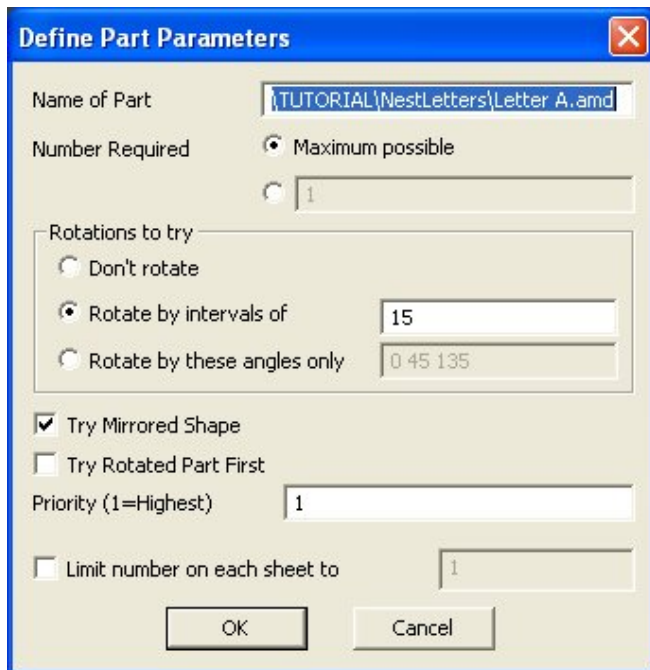 Define Part Parameters
Name of Part \TUTORIAL\NestLetters\Letter A.amd
Number Required Maximum possible
1
Rotations to try
Don't rotate
Rotate by intervals of 15
Rotate by these angles only 0 45 135
Try Mirrored Shape
Try Rotated Part First
Priority (1=Highest) 1
Limit number on each sheet to 1
OK Cancel